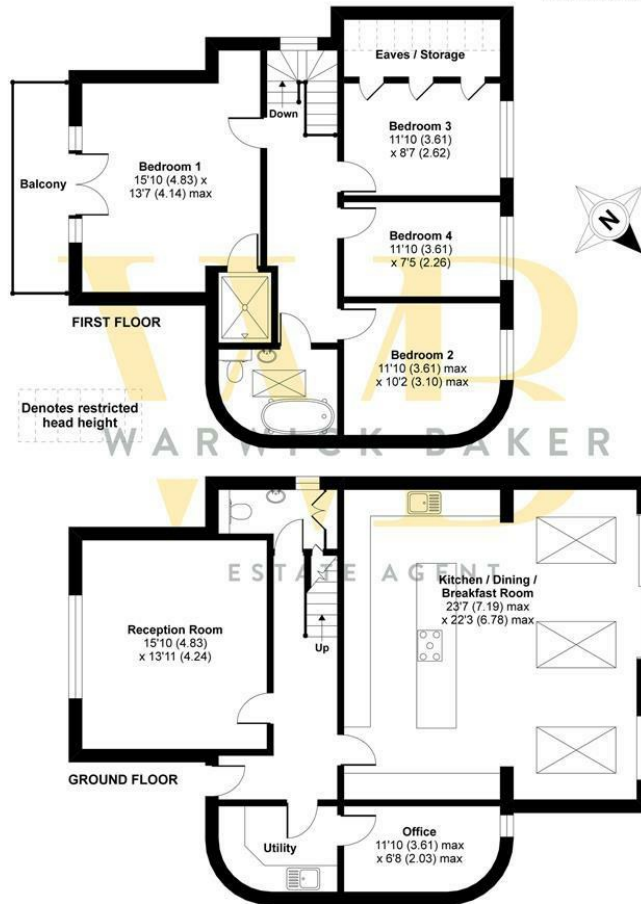 Eaves / Storage
Down
Bedroom 3
11'10 (3.61)
x 8'7 (2.62)
Bedroom 1
15'10 (4.83) x
13'7 (4.14) max
Balcony
N
Bedroom 4
11'10 (3.61)
x 7'5 (2.26)
FIRST FLOOR
Bedroom 2
11'10 (3.61) max
x 10'2 (3.10) max
Denotes restricted
head height
WB
WARWICK BAKER
ESTATE AGENT
Kitchen / Dining /
Breakfast Room
23'7 (7.19) max
x 22'3 (6.78) max
Reception Room
15'10 (4.83)
x 13'11 (4.24)
Up
GROUND FLOOR
Utility
Office
11'10 (3.61) max
x 6'8 (2.03) max